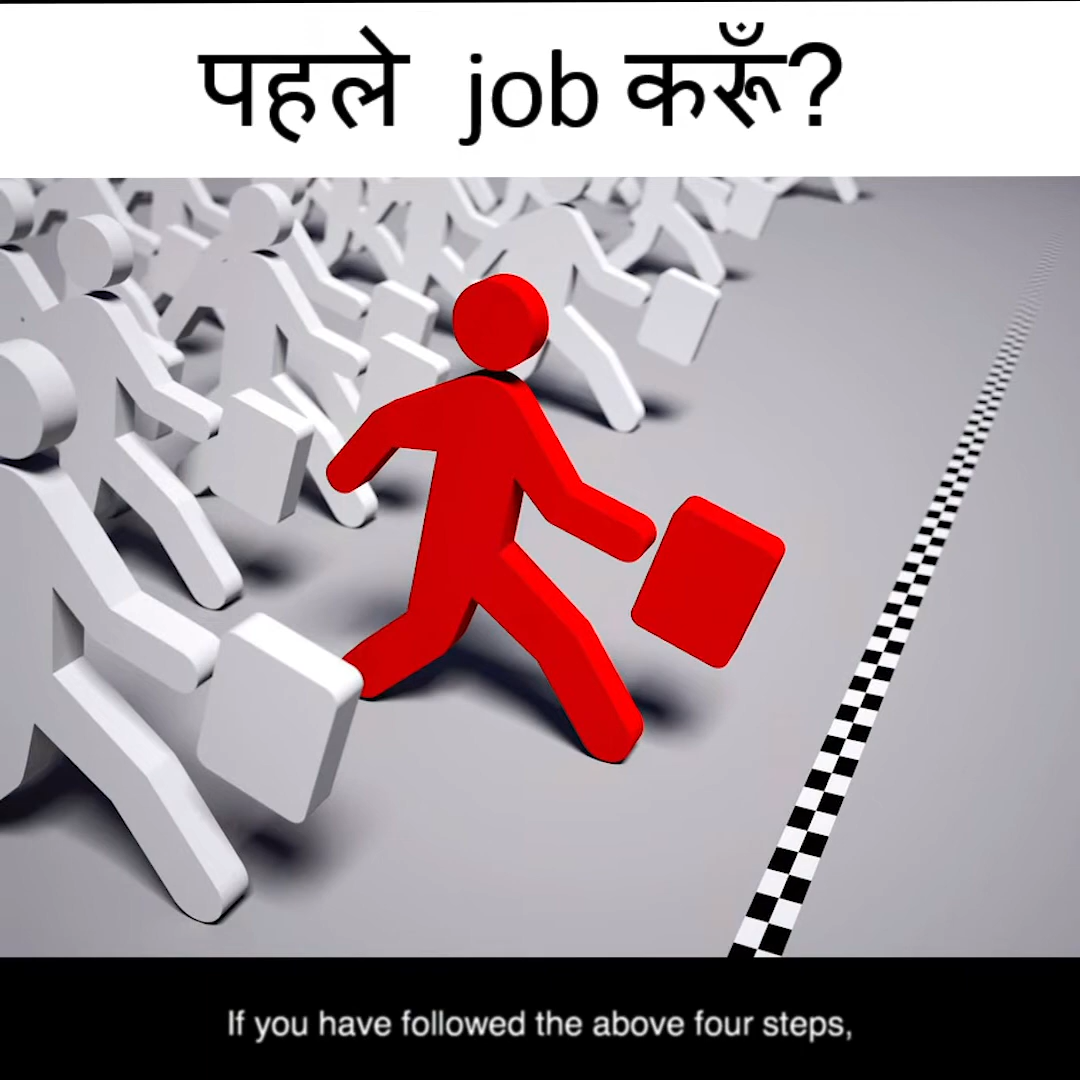 पहले job करूँ?
If you have followed the above four steps,